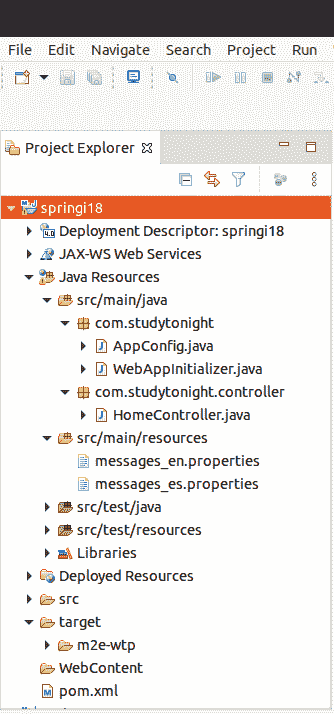 File Edit Navigate Search Project Run
Project Explorer
springi18
Deployment Descriptor: springi18
JAX-WS Web Services
Java Resources
src/main/java
com.studytonight
AppConfig.java
WebAppInitializer.java
com.studytonight.controller
HomeController.java
src/main/resources
messages_en.properties
messages_es.properties
src/test/java
src/test/resources
Libraries
Deployed Resources
src
target
m2e-wtp
WebContent
pom.xml